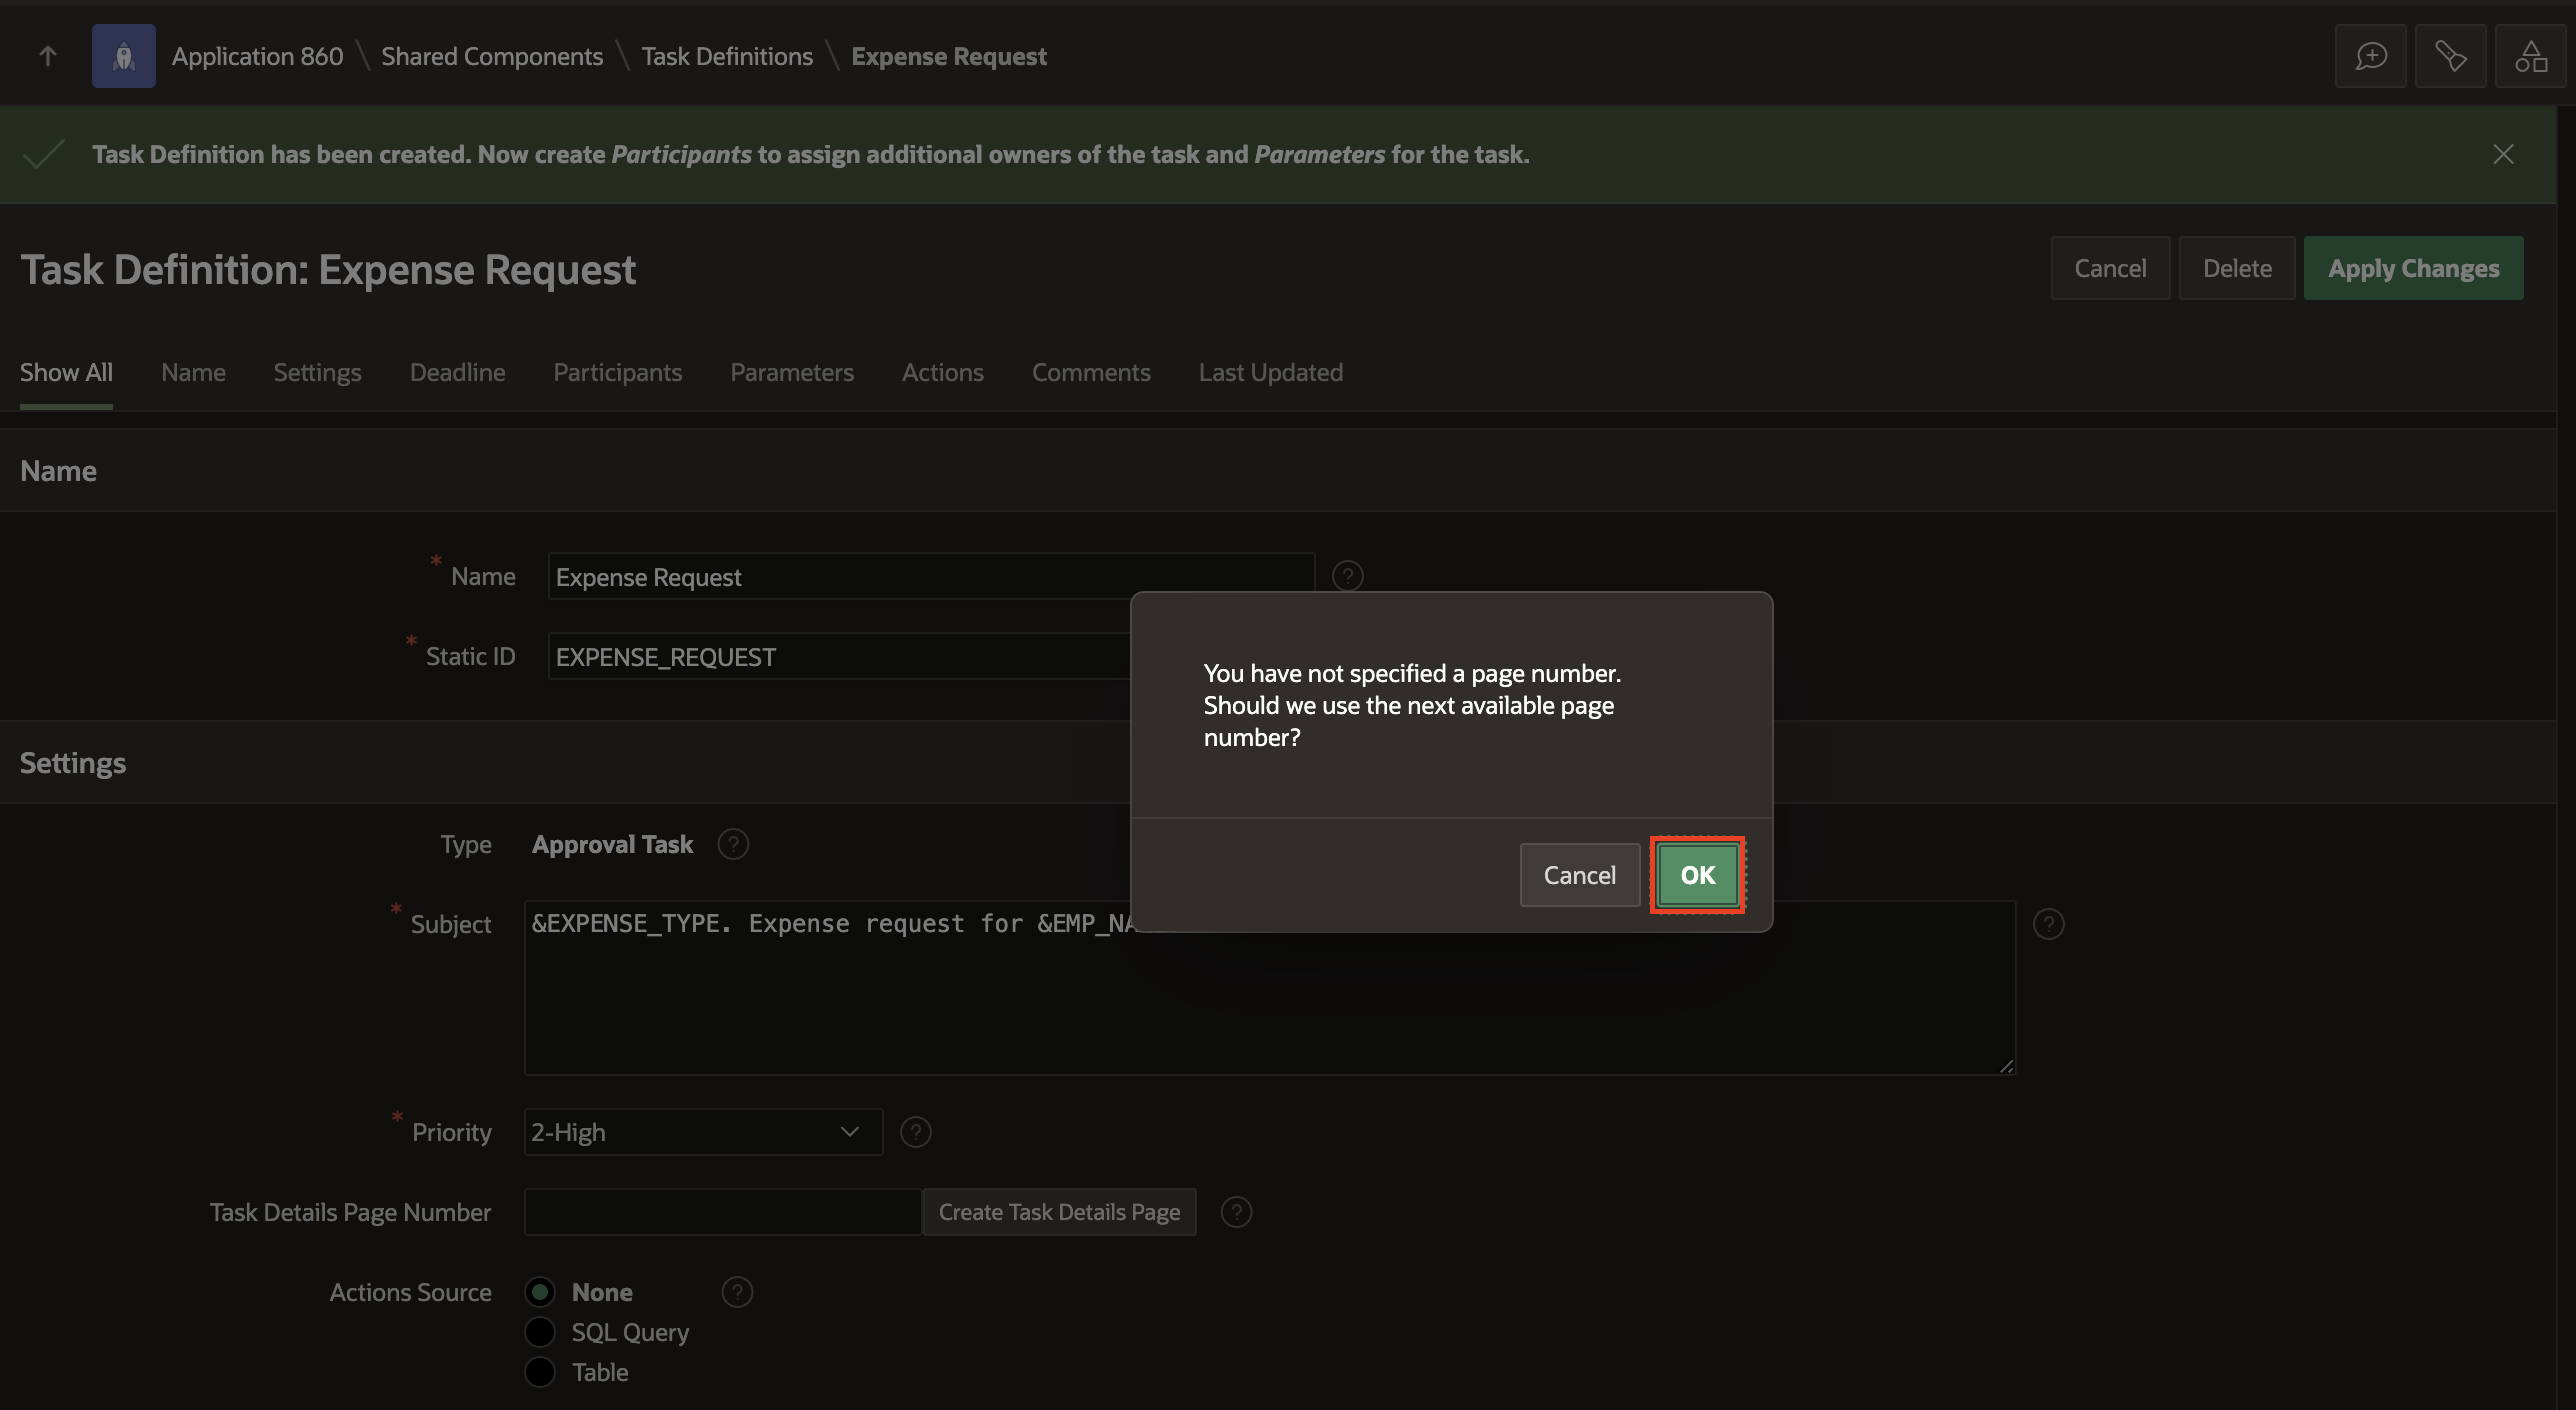 Application 860 \ Shared Components \ Task Definitions \ Expense Request
Task Definition has been created. Now create Participants to assign additional owners of the task and Parameters for the task.
Task Definition: Expense Request
Cancel
Delete
Apply Changes
Show All
Name
Settings
Deadline
Participants
Parameters
Actions
Comments
Last Updated
Name
* Name
Expense Request
* Static ID
EXPENSE_REQUEST
You have not specified a page number.
Should we use the next available page
number?
Cancel
OK
Settings
Type
Approval Task
* Subject
&EXPENSE_TYPE. Expense request for
* Priority
2-High
Task Details Page Number
Create Task Details Page
Actions Source
None
SQL Query
Table